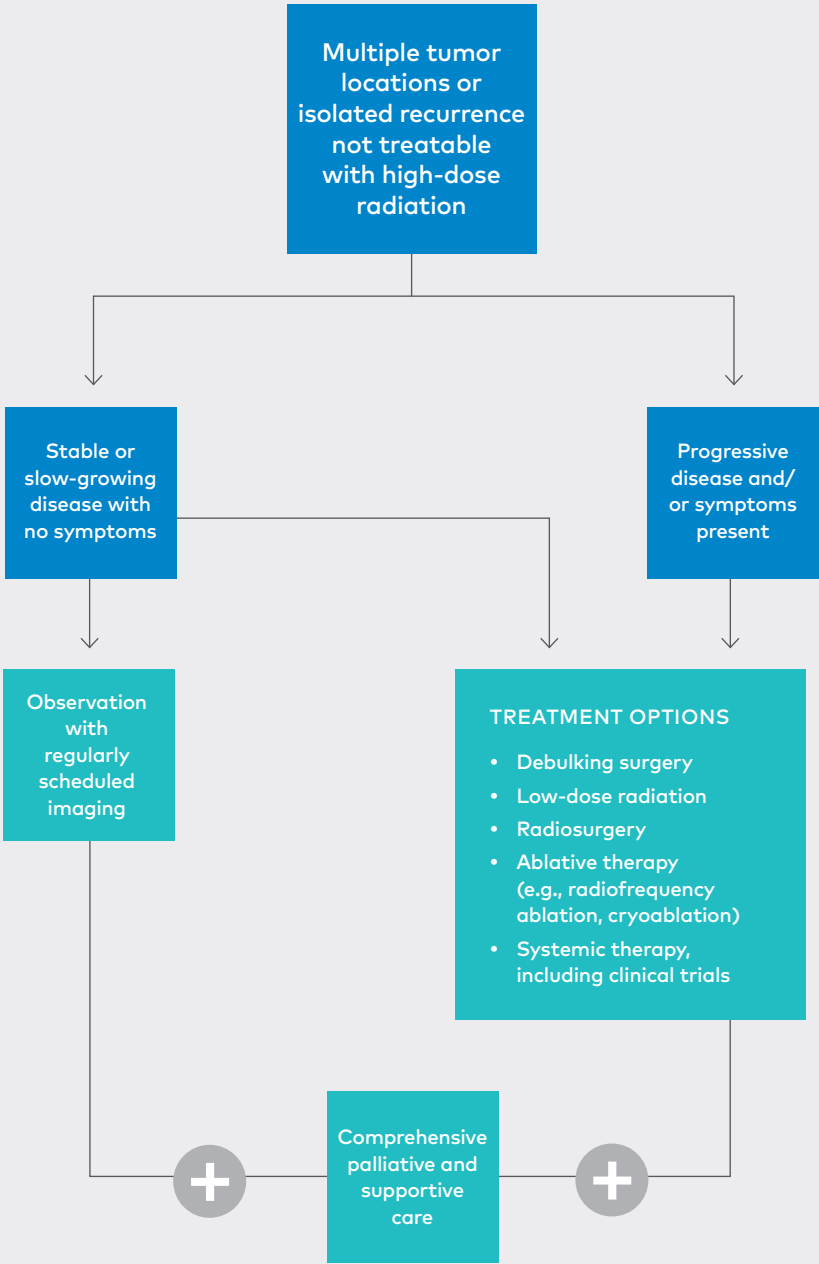 Multiple tumor
locations or
isolated recurrence
not treatable
with high-dose
radiation
Stable or
slow-growing
disease with
no symptoms
Progressive
disease and/
or symptoms
present
Observation
with
regularly
scheduled
imaging
TREATMENT OPTIONS
• Debulking surgery
• Low-dose radiation
• Radiosurgery
• Ablative therapy
(e.g., radiofrequency
ablation, cryoablation)
• Systemic therapy,
including clinical trials
+
Comprehensive
palliative and
supportive
care
+